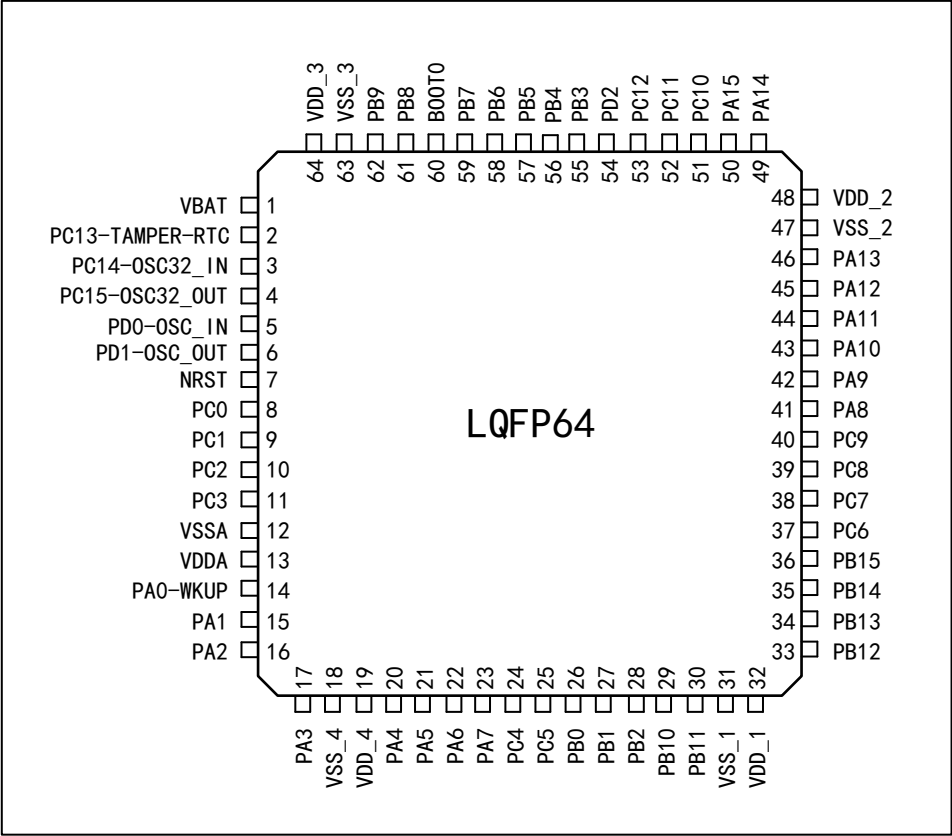 VDD_3
VSS_3
PB9
PB8
BOOT0
PB7
PB6
PB5
PB4
PB3
PD2
PC12
PC11
PC10
PA15
PA14
64
63
62
61
60
59
58
57
56
55
54
53
52
51
50
49
VBAT 1
PC13-TAMPER-RTC 2
PC14-OSC32_IN 3
PC15-OSC32_OUT 4
PD0-OSC_IN 5
PD1-OSC_OUT 6
NRST 7
PC0 8
PC1 9
PC2 10
PC3 11
VSSA 12
VDDA 13
PA0-WKUP 14
PA1 15
PA2 16
LQFP64
48 VDD_2
47 VSS_2
46 PA13
45 PA12
44 PA11
43 PA10
42 PA9
41 PA8
40 PC9
39 PC8
38 PC7
37 PC6
36 PB15
35 PB14
34 PB13
33 PB12
17
18
19
20
21
22
23
24
25
26
27
28
29
30
31
32
PA3
VSS_4
VDD_4
PA4
PA5
PA6
PA7
PC4
PC5
PB0
PB1
PB2
PB10
PB11
VSS_1
VDD_1